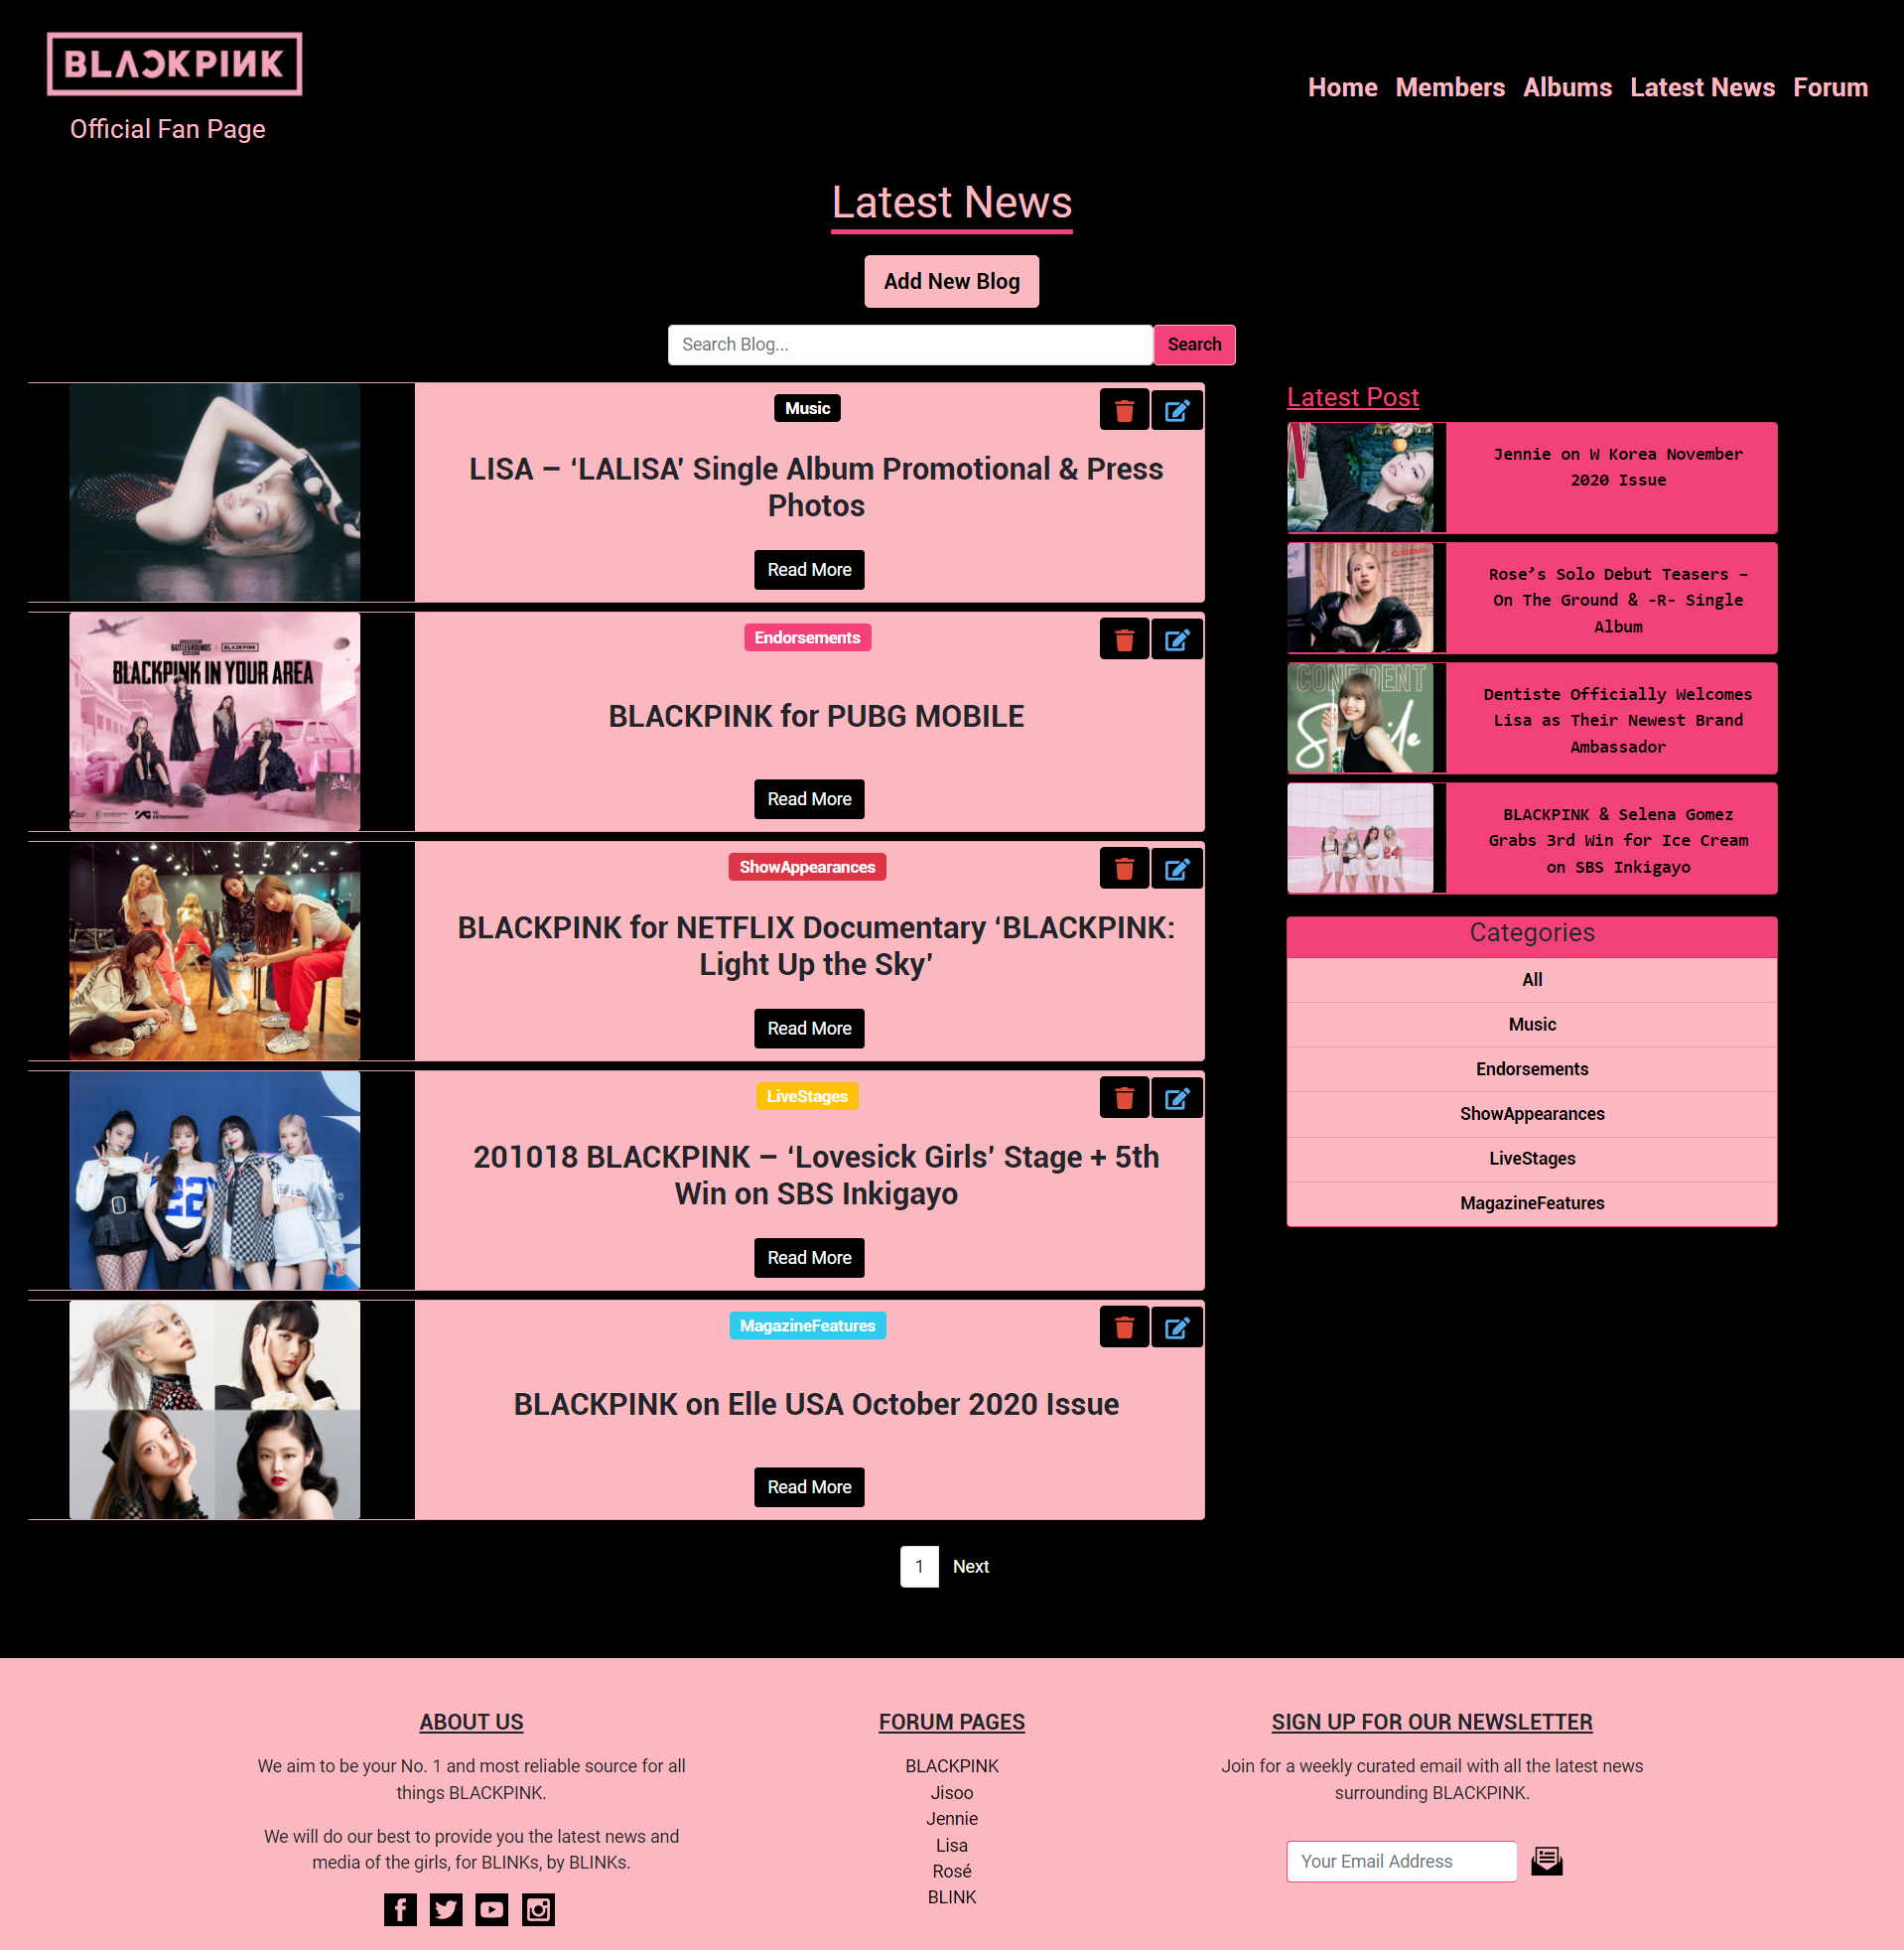 BLACKPINK
Official Fan Page
Home Members Albums Latest News Forum
Latest News
Add New Blog
Search Blog...
Search
Music
LISA – ‘LALISA’ Single Album Promotional & Press
Photos
Read More
BATTLEGROUNDS
BLACKPINK
BLACKPINK IN YOUR AREA
YG
ENTERTAINMENT
Endorsements
BLACKPINK for PUBG MOBILE
Read More
ShowAppearances
BLACKPINK for NETFLIX Documentary ‘BLACKPINK:
Light Up the Sky’
Read More
22
LiveStages
201018 BLACKPINK – ‘Lovesick Girls’ Stage + 5th
Win on SBS Inkigayo
Read More
MagazineFeatures
BLACKPINK on Elle USA October 2020 Issue
Read More
1 Next
Latest Post
Jennie on W Korea November
2020 Issue
Rose’s Solo Debut Teasers –
On The Ground & -R- Single
Album
CONFIDENT
Smile
Dentiste Officially Welcomes
Lisa as Their Newest Brand
Ambassador
24
BLACKPINK & Selena Gomez
Grabs 3rd Win for Ice Cream
on SBS Inkigayo
Categories
All
Music
Endorsements
ShowAppearances
LiveStages
MagazineFeatures
ABOUT US
We aim to be your No. 1 and most reliable source for all
things BLACKPINK.
We will do our best to provide you the latest news and
media of the girls, for BLINKs, by BLINKs.
FORUM PAGES
BLACKPINK
Jisoo
Jennie
Lisa
Rosé
BLINK
SIGN UP FOR OUR NEWSLETTER
Join for a weekly curated email with all the latest news
surrounding BLACKPINK.
Your Email Address